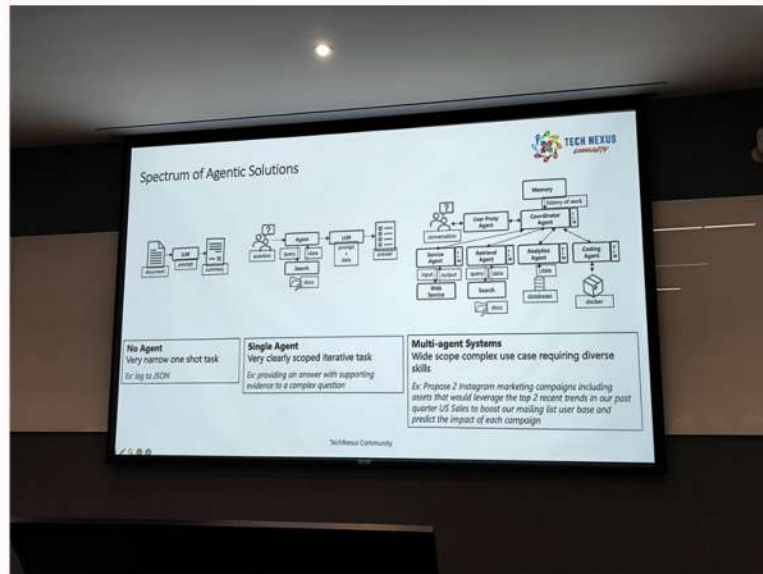 TECH NEXUS
COMMUNITY
Spectrum of Agentic Solutions
document
LLM
prompt
summary
?
question
Agent
query
data
Search
docs
LLM
prompt
+
data
answer
?
conversation
User Proxy
Agent
Memory
history of work
Coordinator
Agent
Service
Agent
input
output
Web
Service
Retrieval
Agent
query
data
Search
docs
Analytics
Agent
data
databases
Coding
Agent
docker
No Agent
Very narrow one shot task
Ex: log to JSON
Single Agent
Very clearly scoped iterative task
Ex: providing an answer with supporting
evidence to a complex question
Multi-agent Systems
Wide scope complex use case requiring diverse
skills
Ex: Propose 2 Instagram marketing campaigns including
assets that would leverage the top 2 recent trends in our past
quarter US Sales to boost our mailing list user base and
predict the impact of each campaign
TechNexus Community